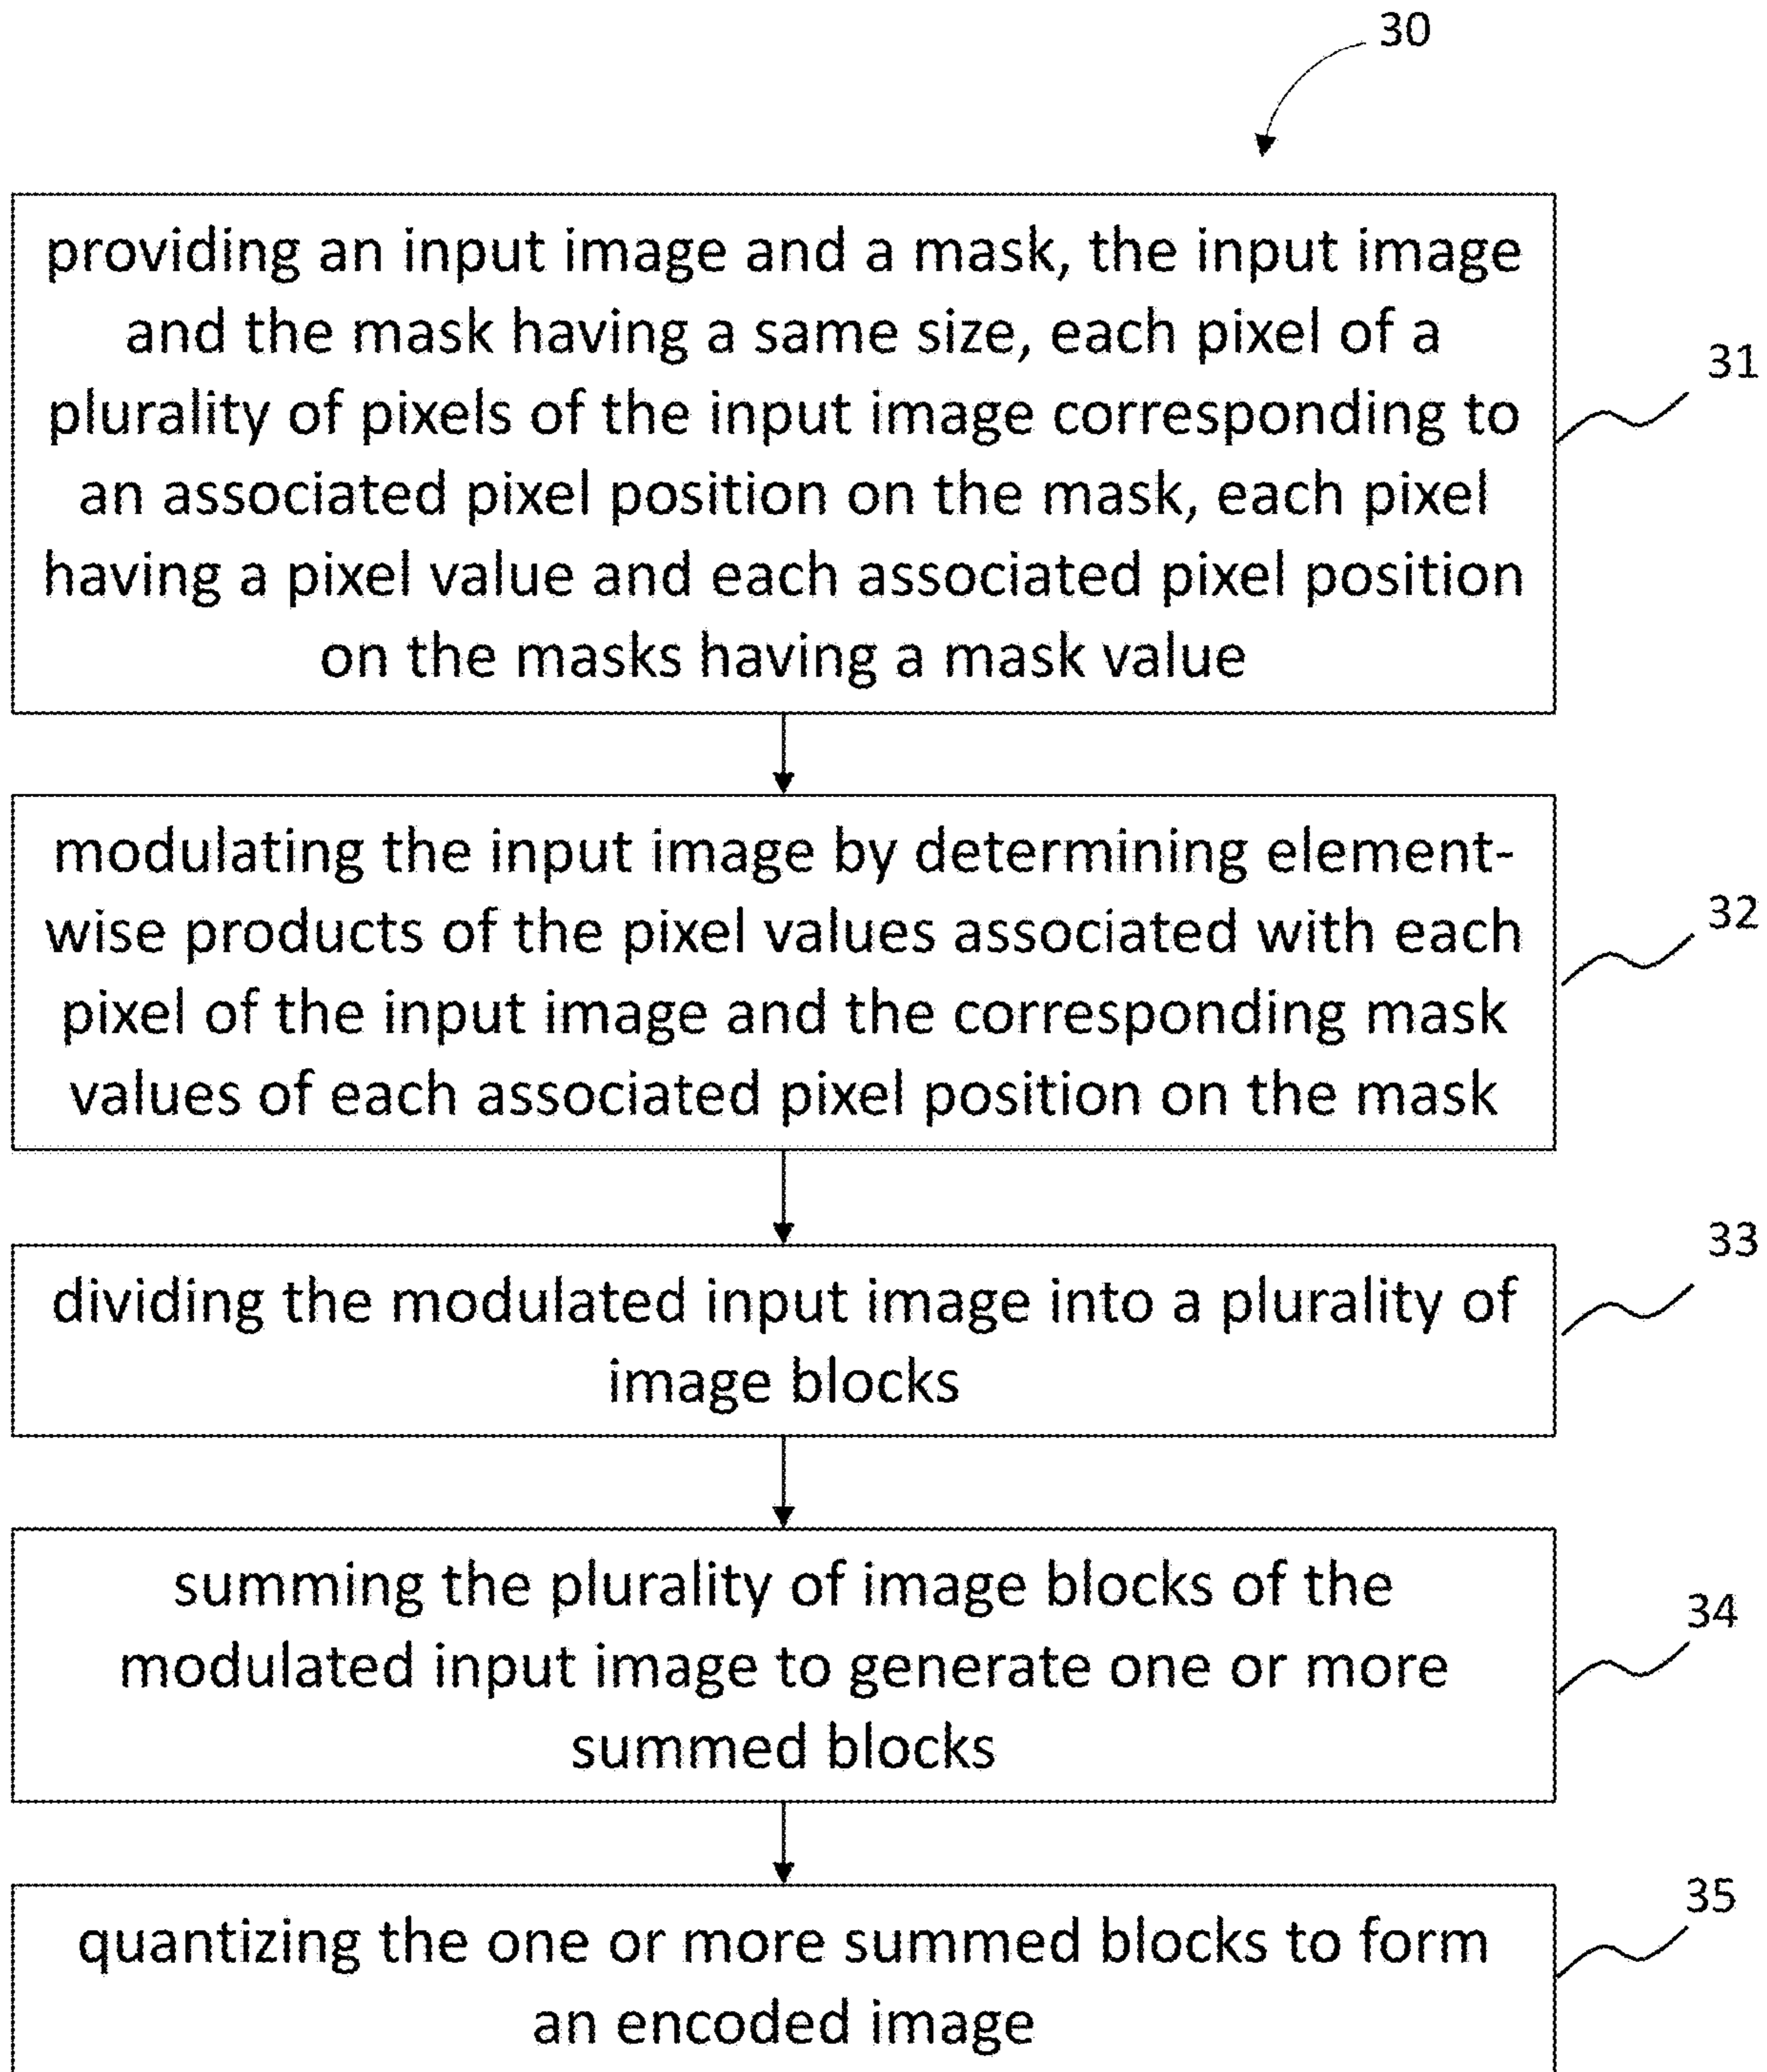 30
providing an input image and a mask, the input image
and the mask having a same size, each pixel of a
plurality of pixels of the input image corresponding to
an associated pixel position on the mask, each pixel
having a pixel value and each associated pixel position
on the masks having a mask value
31
modulating the input image by determining element-
wise products of the pixel values associated with each
pixel of the input image and the corresponding mask
values of each associated pixel position on the mask
32
dividing the modulated input image into a plurality of
image blocks
33
summing the plurality of image blocks of the
modulated input image to generate one or more
summed blocks
34
quantizing the one or more summed blocks to form
an encoded image
35